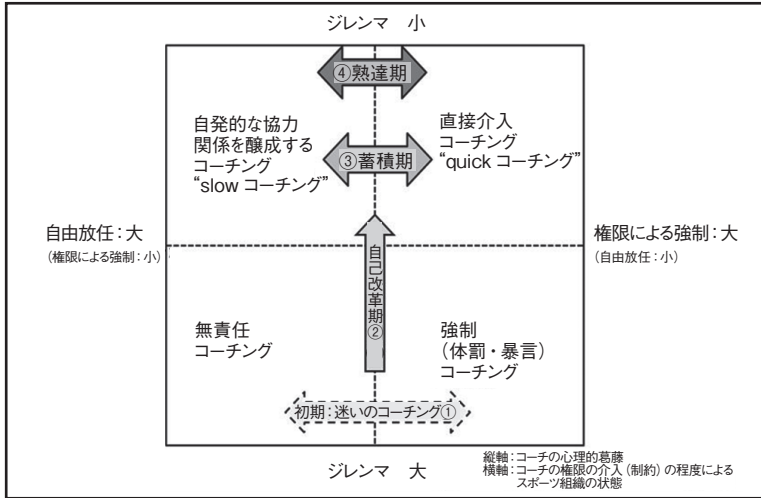 ジレンマ 小
④熟達期
自発的な協力
関係を醸成する
コーチング
“slow コーチング”
直接介入
コーチング
“quick コーチング”
③蓄積期
自由放任：大
（権限による強制：小）
権限による強制：大
（自由放任：小）
自己改革期②
無責任
コーチング
強制
（体罰・暴言）
コーチング
初期：迷いのコーチング①
ジレンマ 大
縦軸：コーチの心理的葛藤
横軸：コーチの権限の介入（制約）の程度による
スポーツ組織の状態